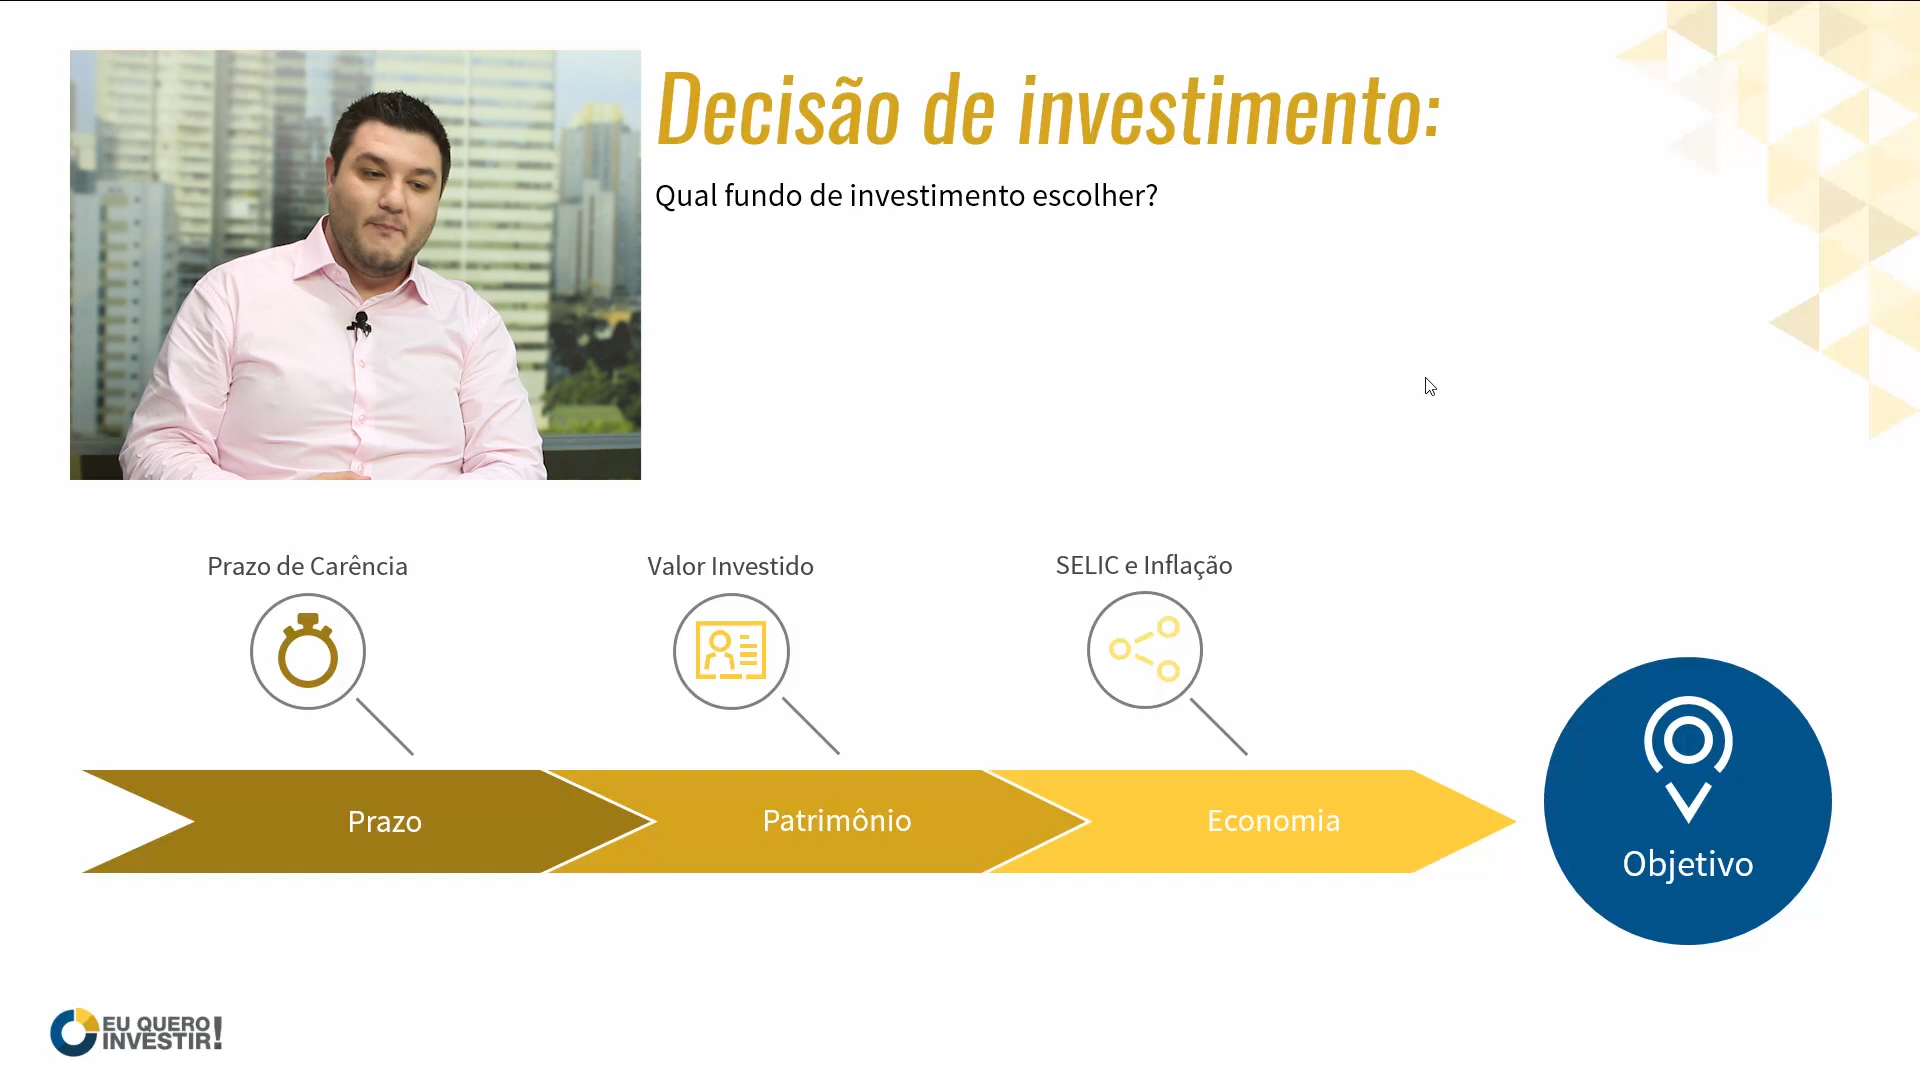 Decisão de investimento:
Qual fundo de investimento escolher?
Prazo de Carência
Valor Investido
SELIC e Inflação
Prazo
Patrimônio
Economia
Objetivo
EU QUERO
INVESTIR!